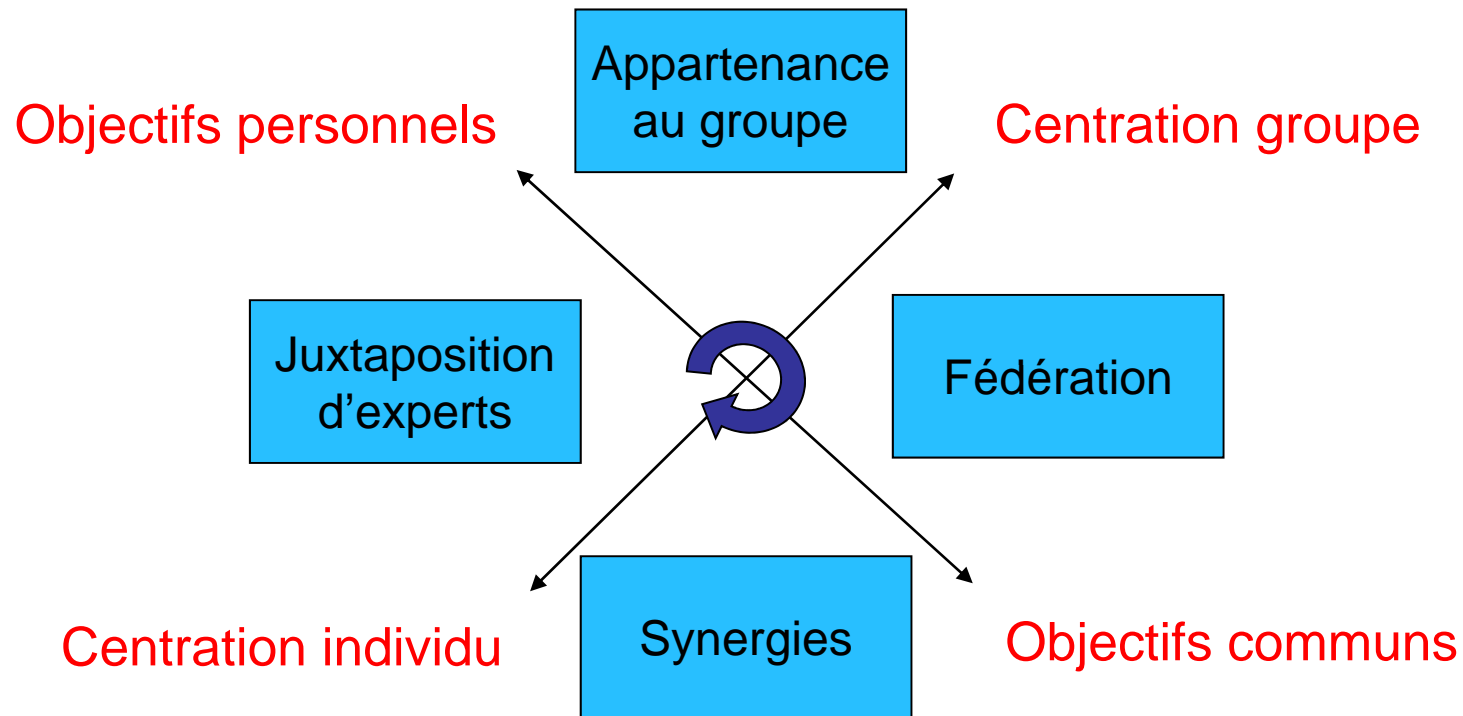 Appartenance
au groupe
Objectifs personnels
Centration groupe
Juxtaposition
d’experts
Fédération
Centration individu
Synergies
Objectifs communs